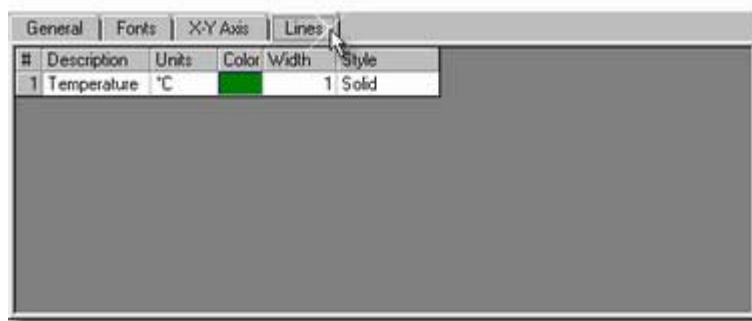 General Fonts X-Y Axis Lines
# Description Units Color Width Style
1 Temperature °C 1 Solid